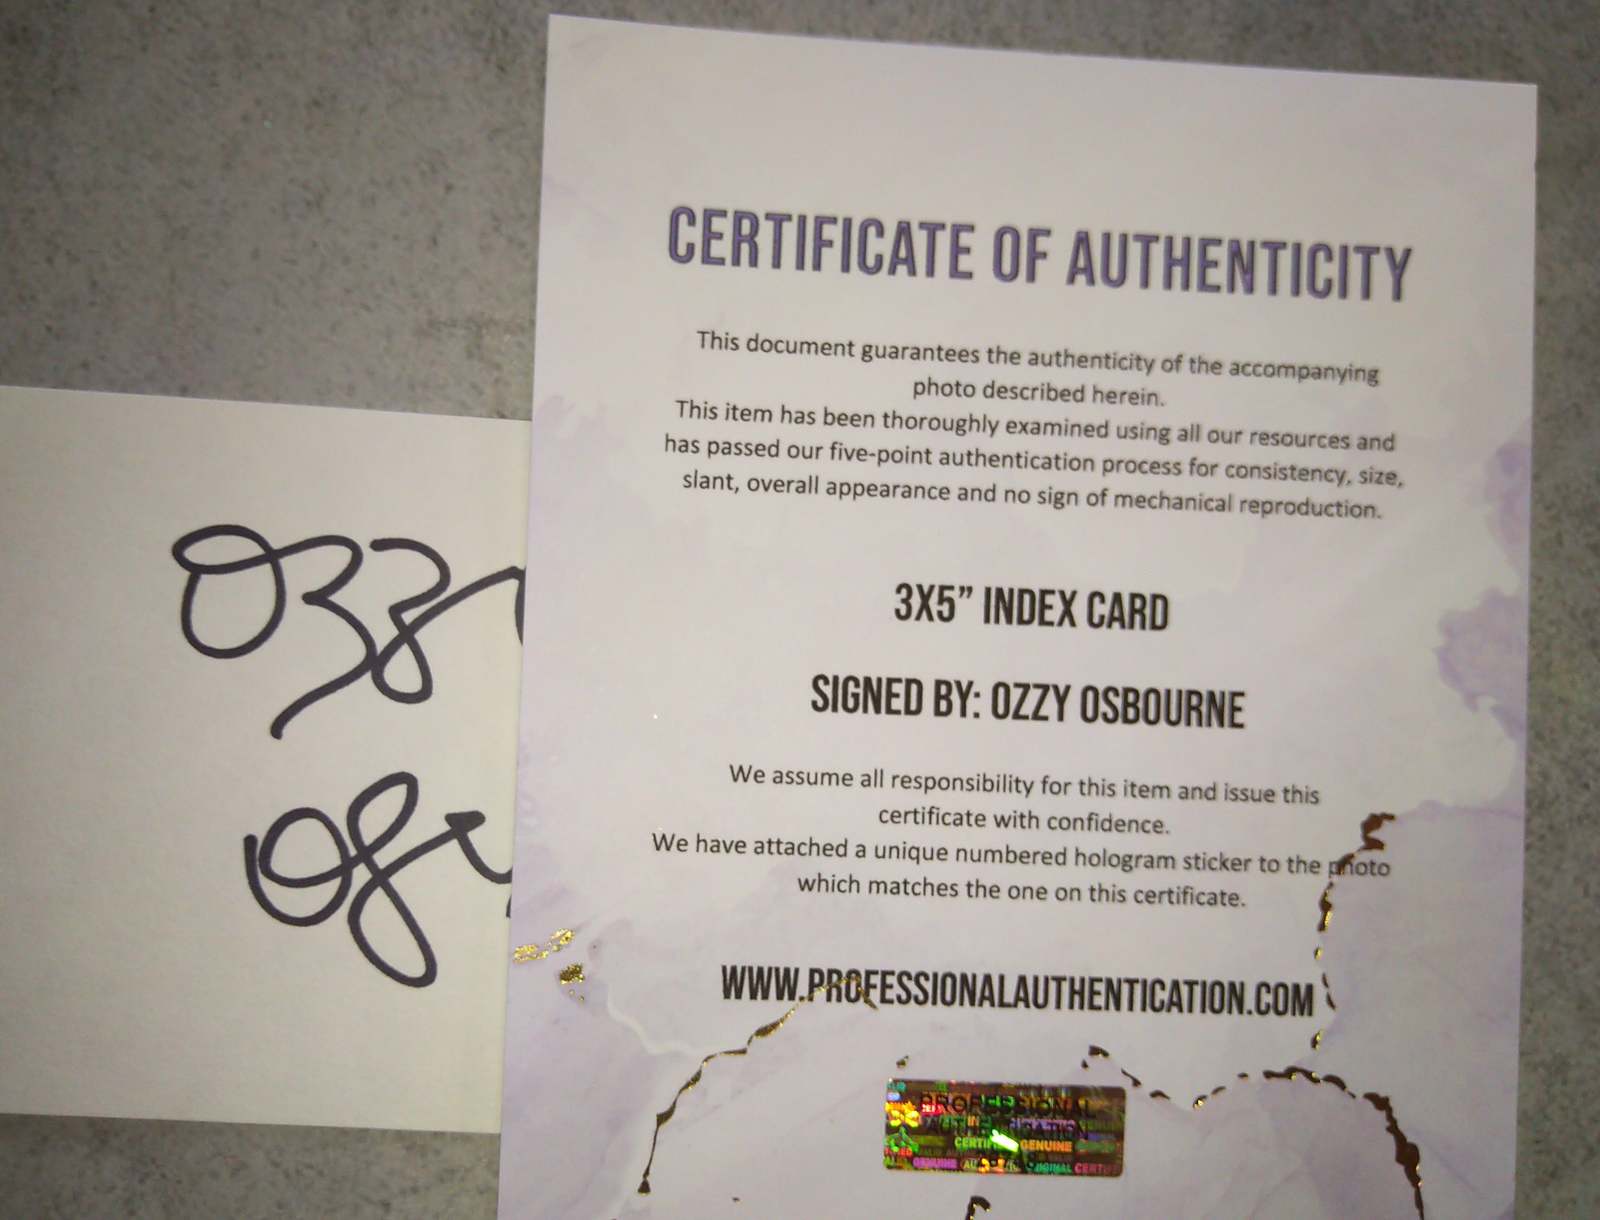 CERTIFICATE OF AUTHENTICITY
This document guarantees the authenticity of the accompanying
photo described herein.
This item has been thoroughly examined using all our resources and
has passed our five-point authentication process for consistency, size,
slant, overall appearance and no sign of mechanical reproduction.
3X5” INDEX CARD
SIGNED BY: OZZY OSBOURNE
We assume all responsibility for this item and issue this
certificate with confidence.
We have attached a unique numbered hologram sticker to the photo
which matches the one on this certificate.
WWW.PROFESSIONALAUTHENTICATION.COM
PROFESSIONAL
AUTHENTICATION
GENUINE
GENUINE